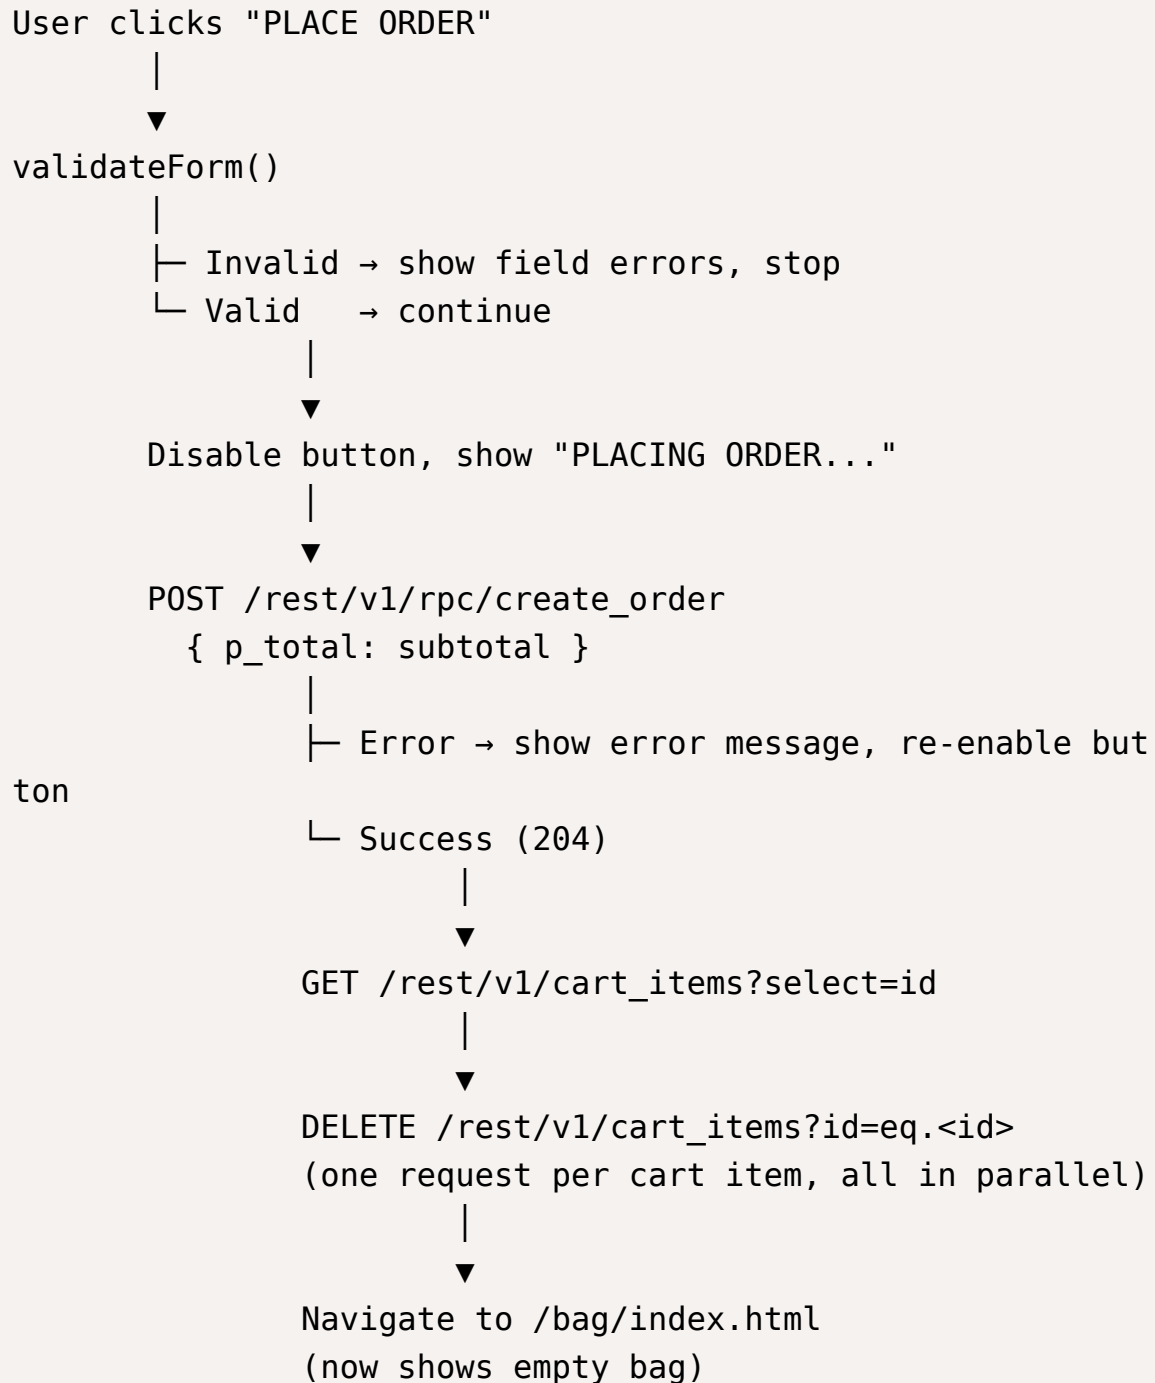 User clicks "PLACE ORDER"
│
▼
validateForm()
│
├─ Invalid → show field errors, stop
└─ Valid   → continue
│
▼
Disable button, show "PLACING ORDER..."
│
▼
POST /rest/v1/rpc/create_order
{ p_total: subtotal }
│
├─ Error → show error message, re-enable but
ton
└─ Success (204)
│
▼
GET /rest/v1/cart_items?select=id
│
▼
DELETE /rest/v1/cart_items?id=eq.<id>
(one request per cart item, all in parallel)
│
▼
Navigate to /bag/index.html
(now shows empty bag)